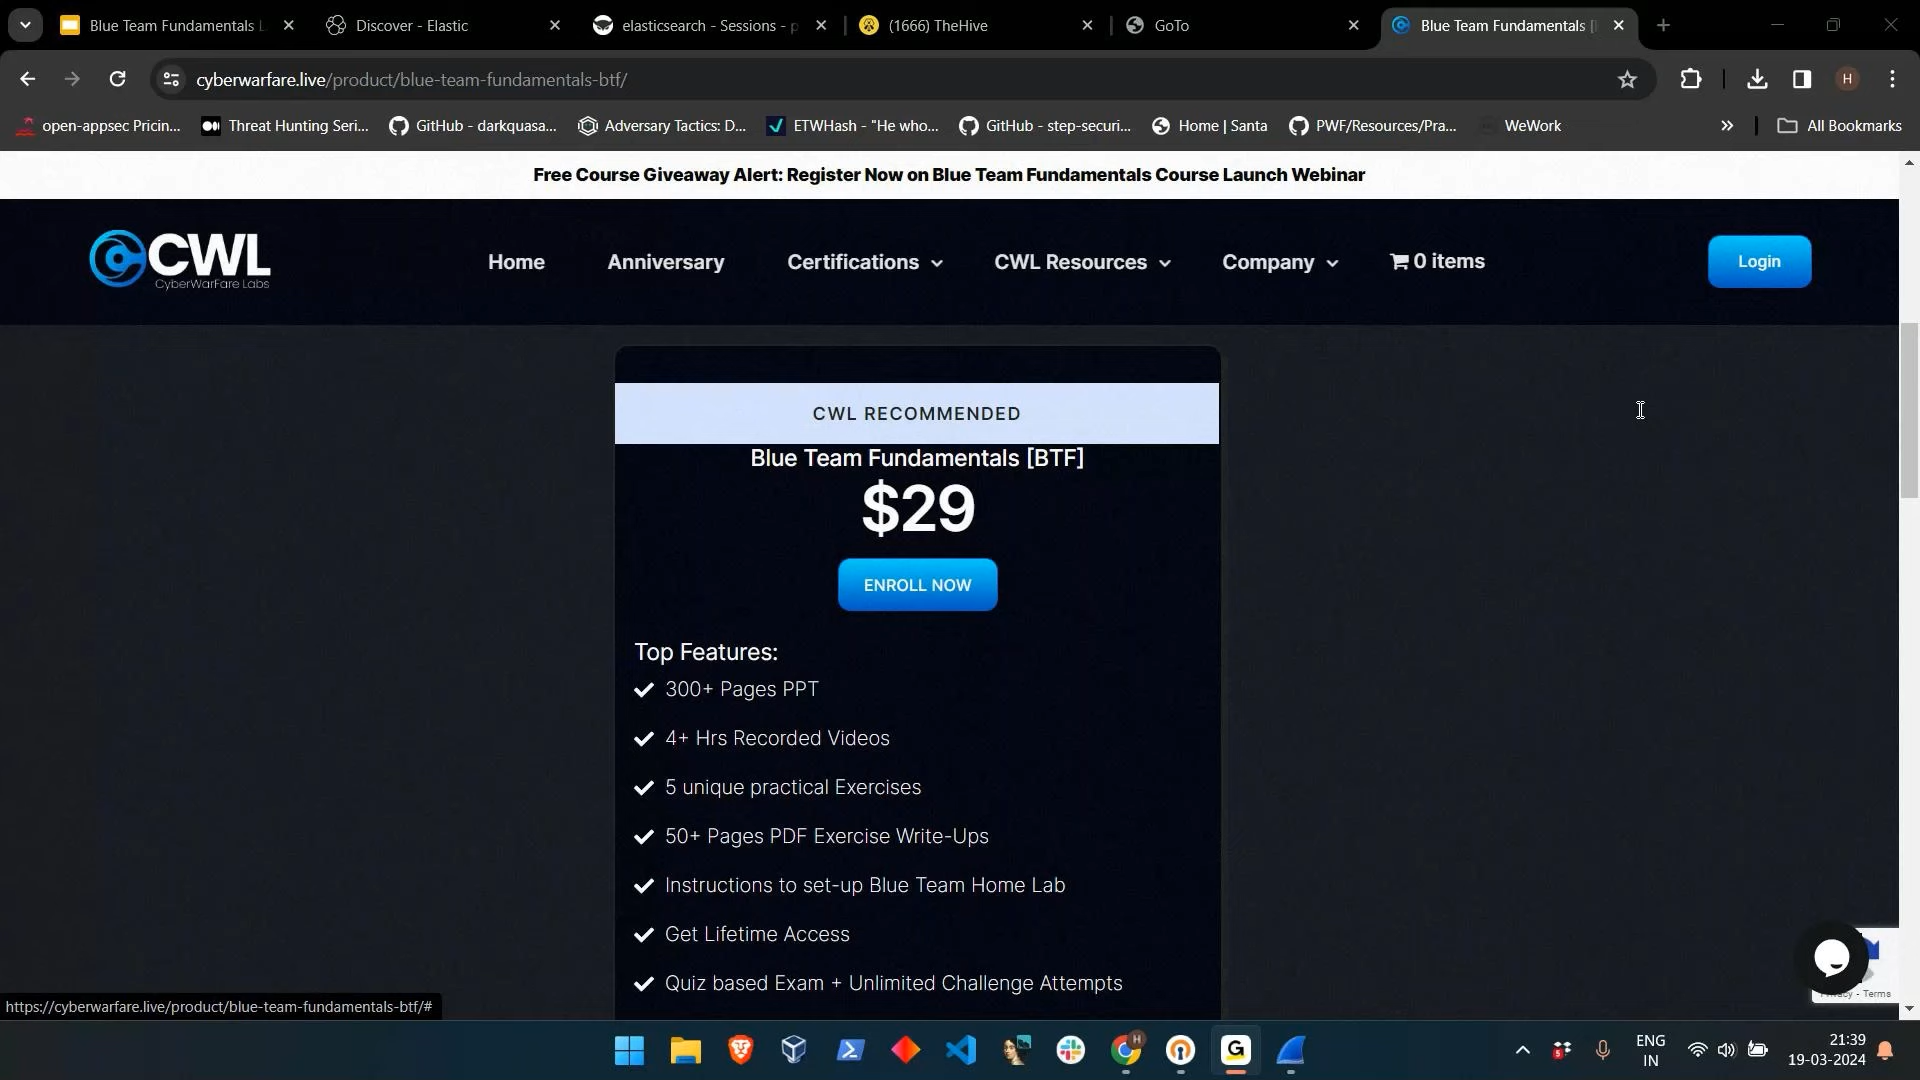 Blue Team Fundamentals L
Discover - Elastic
elasticsearch - Sessions - p
(1666) TheHive
GoTo
Blue Team Fundamentals [
cyberwarfare.live/product/blue-team-fundamentals-btf/
H
open-appsec Pricin...
Threat Hunting Seri...
GitHub - darkquasa...
Adversary Tactics: D...
ETWHash - "He who...
GitHub - step-securi...
Home | Santa
PWF/Resources/Pra...
WeWork
All Bookmarks
Free Course Giveaway Alert: Register Now on Blue Team Fundamentals Course Launch Webinar
CWL
CyberWarFare Labs
Home
Anniversary
Certifications
CWL Resources
Company
0 items
Login
CWL RECOMMENDED
Blue Team Fundamentals [BTF]
$29
ENROLL NOW
Top Features:
300+ Pages PPT
4+ Hrs Recorded Videos
5 unique practical Exercises
50+ Pages PDF Exercise Write-Ups
Instructions to set-up Blue Team Home Lab
Get Lifetime Access
Quiz based Exam + Unlimited Challenge Attempts
Privacy - Terms
https://cyberwarfare.live/product/blue-team-fundamentals-btf/#
ENG
IN
21:39
19-03-2024